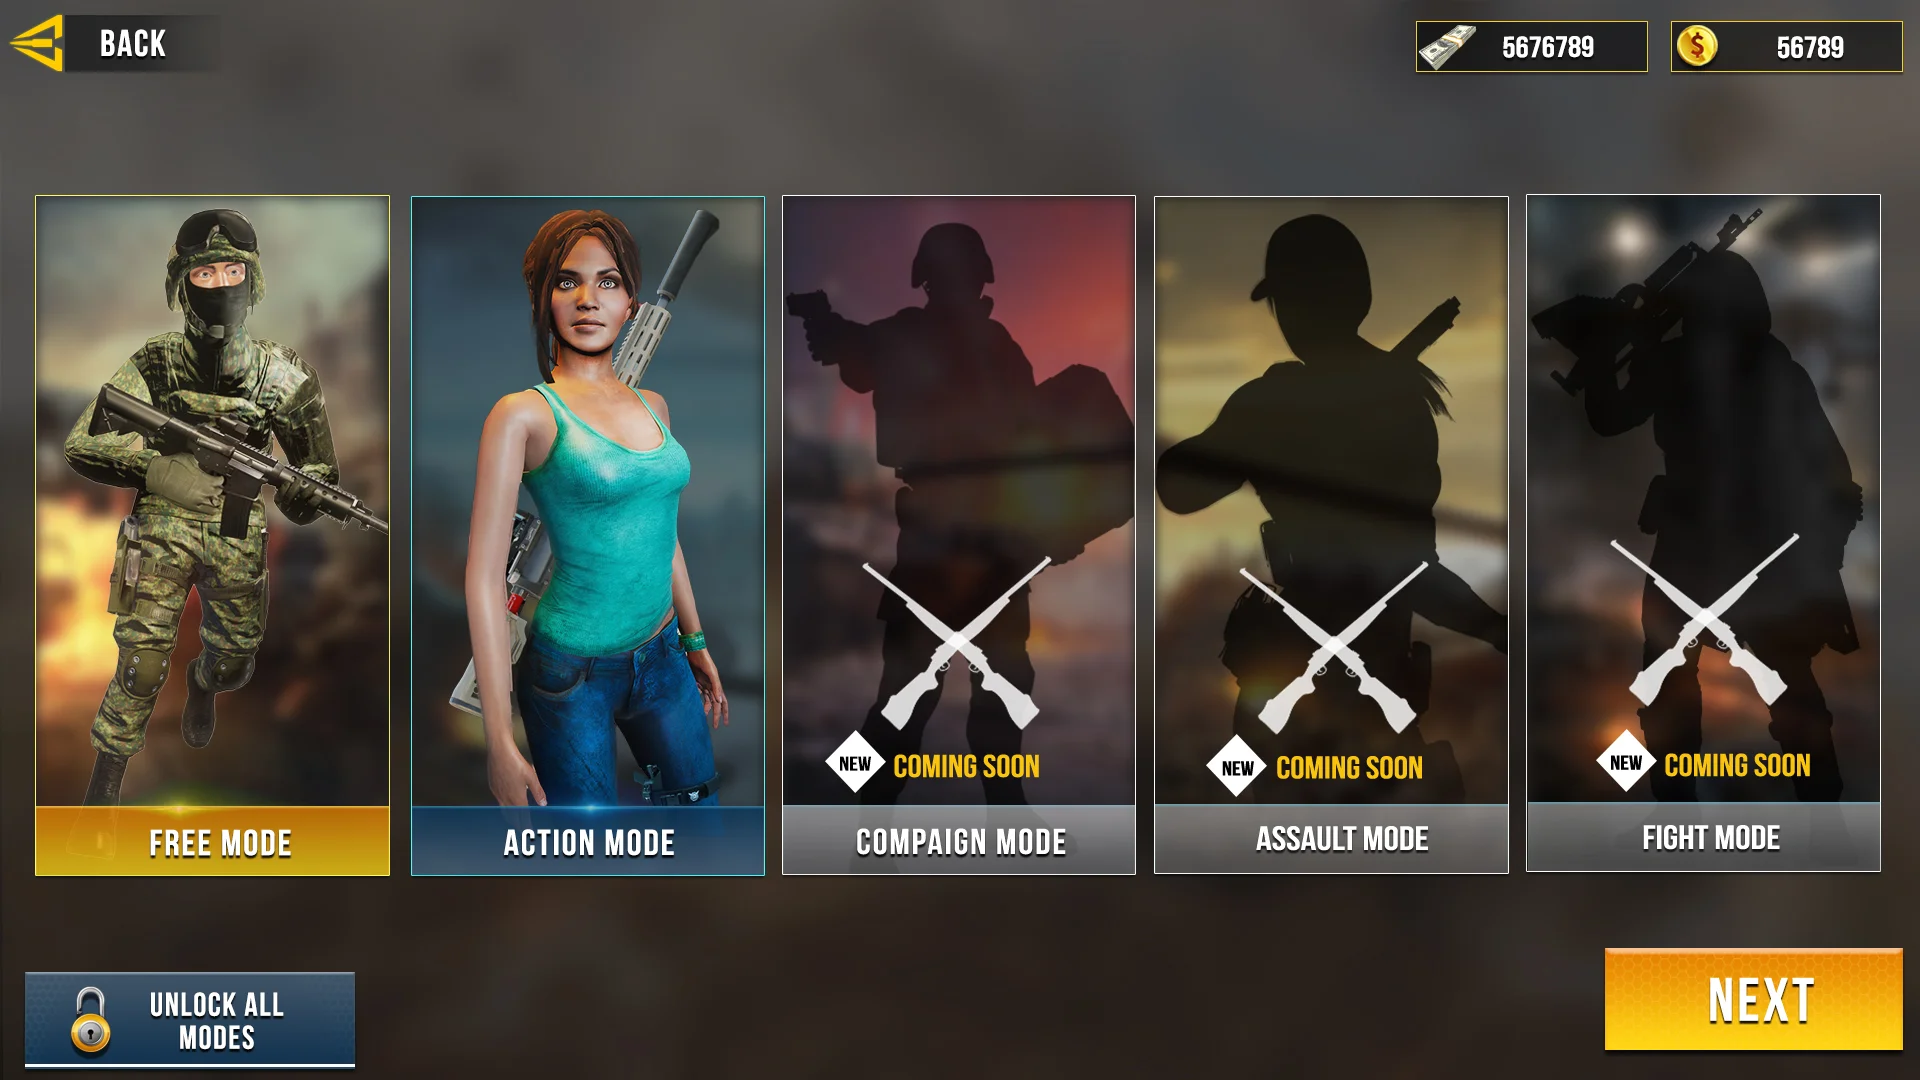 BACK
5676789
56789
NEW COMING SOON
NEW COMING SOON
NEW COMING SOON
FREE MODE
ACTION MODE
COMPAIGN MODE
ASSAULT MODE
FIGHT MODE
UNLOCK ALL
MODES
NEXT